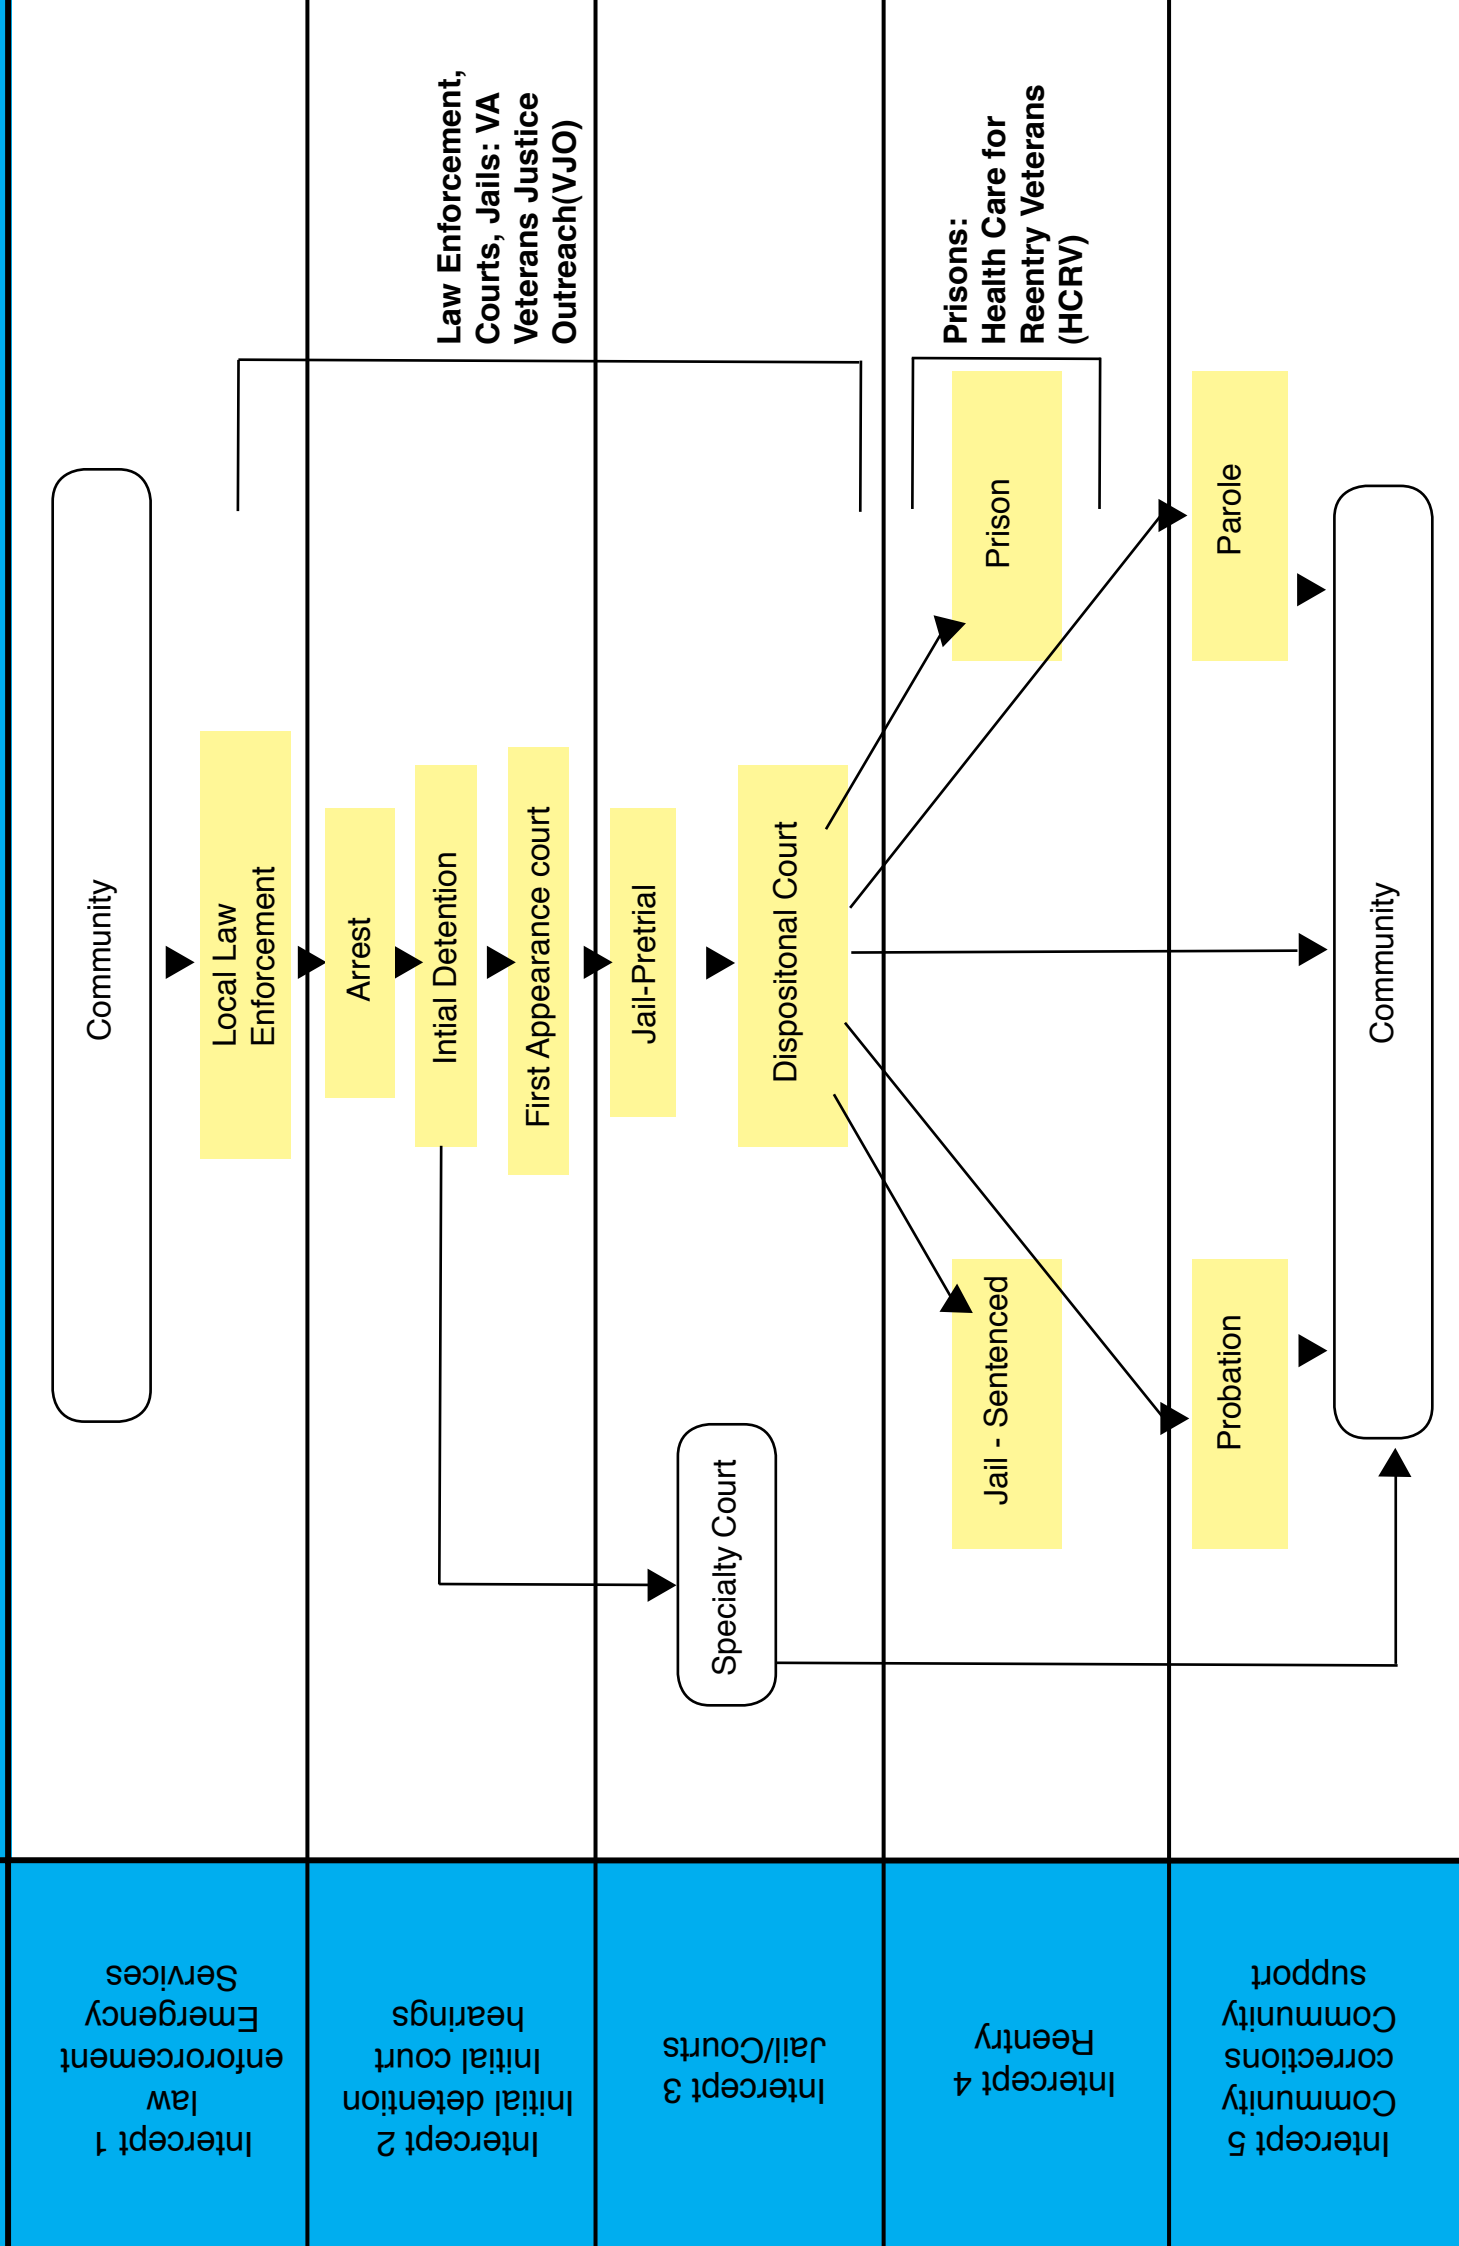 Intercept 1
law
enforcement
Emergency
Services
Community
Local Law
Enforcement
Intercept 2
Initial detention
Initial court
hearings
Arrest
Intial Detention
First Appearance court
Law Enforcement,
Courts, Jails: VA
Veterans Justice
Outreach(VJO)
Intercept 3
Jail/Courts
Jail-Pretrial
Specialty Court
Dispositonal Court
Intercept 4
Reentry
Jail - Sentenced
Prison
Prisons:
Health Care for
Reentry Veterans
(HCRV)
Intercept 5
Community
corrections
Community
support
Probation
Parole
Community